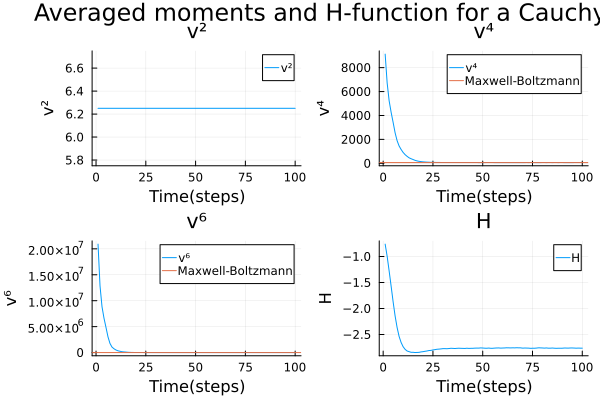 Averaged moments and H-function for a Cauchy
v² v⁴
6.6
6.4
6.2
6.0
5.8
v²
v²
0 25 50 75 100
Time(steps)
8000
6000
4000
2000
0
v⁴
v⁴
Maxwell-Boltzmann
0 25 50 75 100
Time(steps)
v⁶ H
2.00×10⁷
1.50×10⁷
1.00×10⁷
5.00×10⁶
0
v⁶
v⁶
Maxwell-Boltzmann
0 25 50 75 100
Time(steps)
−1.0
−1.5
−2.0
−2.5
H
H
0 25 50 75 100
Time(steps)